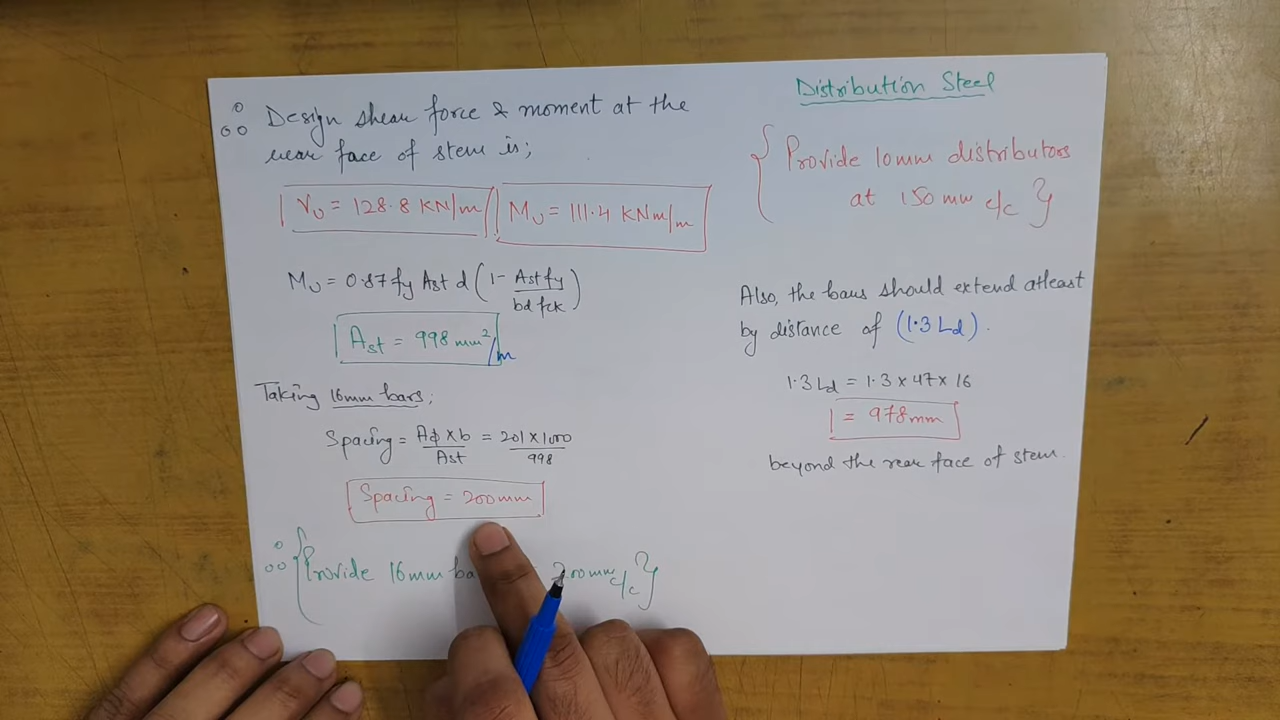 ∴ Design shear force & moment at the
rear face of stem is;
Vu = 128.8 KN/m Mu = 111.4 KNm/m
Mu = 0.87 fy Ast d (1 - Ast fy / bd fck)
Ast = 998 mm²/m
Taking 16mm bars;
Spacing = Aϕ × b / Ast = 201 × 1000 / 998
Spacing = 200mm
∴ {Provide 16mm 200mm c/c}
Distribution Steel
{Provide 10mm distributors
at 150 mm c/c}
Also, the bars should extend atleast
by distance of (1.3 Ld).
1.3 Ld = 1.3 × 47 × 16
= 978mm
beyond the rear face of stem.